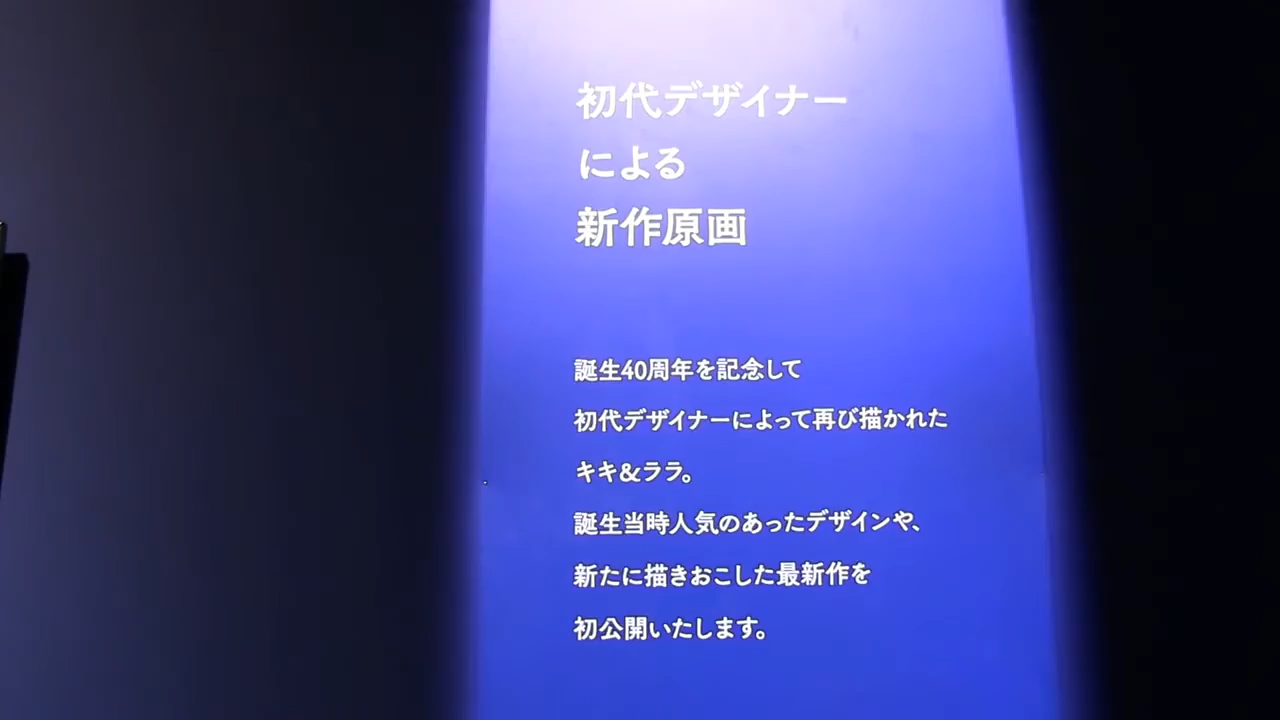 初代デザイナー
による
新作原画
誕生40周年を記念して
初代デザイナーによって再び描かれた
キキ&ララ。
誕生当時人気のあったデザインや、
新たに描きおこした最新作を
初公開いたします。